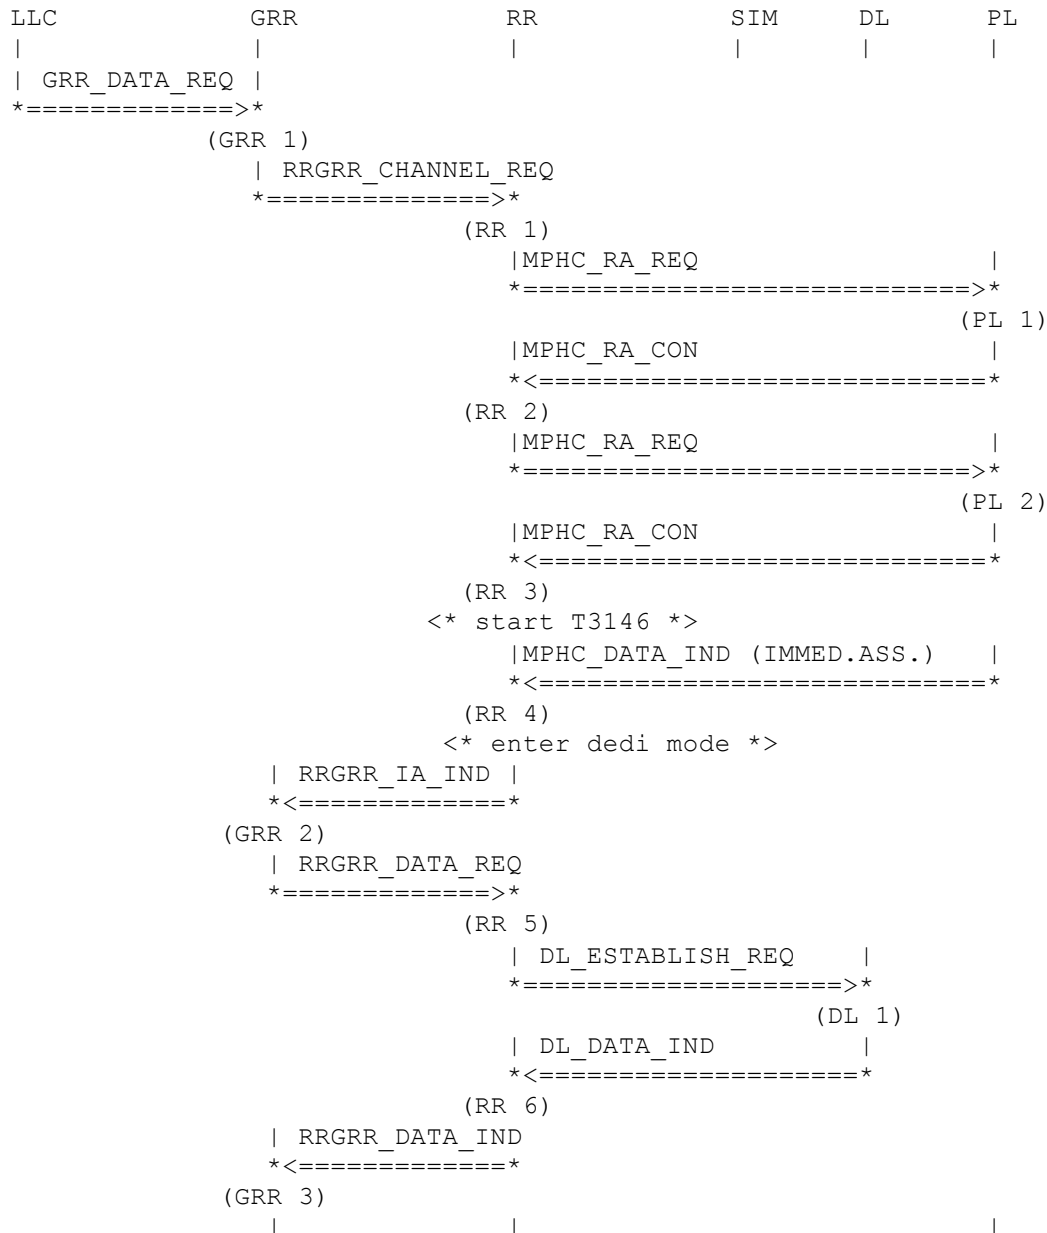 LLC GRR RR SIM DL PL
| | | | | |
| GRR_DATA_REQ |
*=============>*
(GRR 1)
| RRGRR_CHANNEL_REQ
*==============>*
(RR 1)
|MPHC_RA_REQ |
*============================>*
(PL 1)
|MPHC_RA_CON |
*<============================*
(RR 2)
|MPHC_RA_REQ |
*============================>*
(PL 2)
|MPHC_RA_CON |
*<============================*
(RR 3)
<* start T3146 *>
|MPHC_DATA_IND (IMMED.ASS.) |
*<============================*
(RR 4)
<* enter dedi mode *>
| RRGRR_IA_IND |
*<=============*
(GRR 2)
| RRGRR_DATA_REQ
*=============>*
(RR 5)
| DL_ESTABLISH_REQ |
*====================>*
(DL 1)
| DL_DATA_IND |
*<====================*
(RR 6)
| RRGRR_DATA_IND
*<=============*
(GRR 3)
| | |